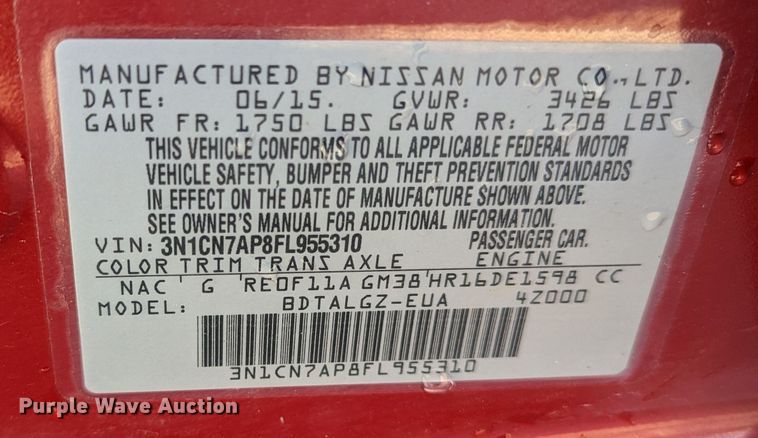 MANUFACTURED BY NISSAN MOTOR CO., LTD.
DATE: 06/15. GVWR: 3426 LBS
GAWR FR: 1750 LBS GAWR RR: 1708 LBS
THIS VEHICLE CONFORMS TO ALL APPLICABLE FEDERAL MOTOR
VEHICLE SAFETY, BUMPER AND THEFT PREVENTION STANDARDS
IN EFFECT ON THE DATE OF MANUFACTURE SHOWN ABOVE.
SEE OWNER'S MANUAL FOR ADDITIONAL INFORMATION.
VIN: 3N1CN7AP8FL955310 PASSENGER CAR.
COLOR TRIM TRANS AXLE ENGINE
NAC G RE0F11A GM38 HR16DE1598 CC
MODEL: BDTALGZ-EUA 4Z000
3N1CN7AP8FL955310
Purple Wave Auction